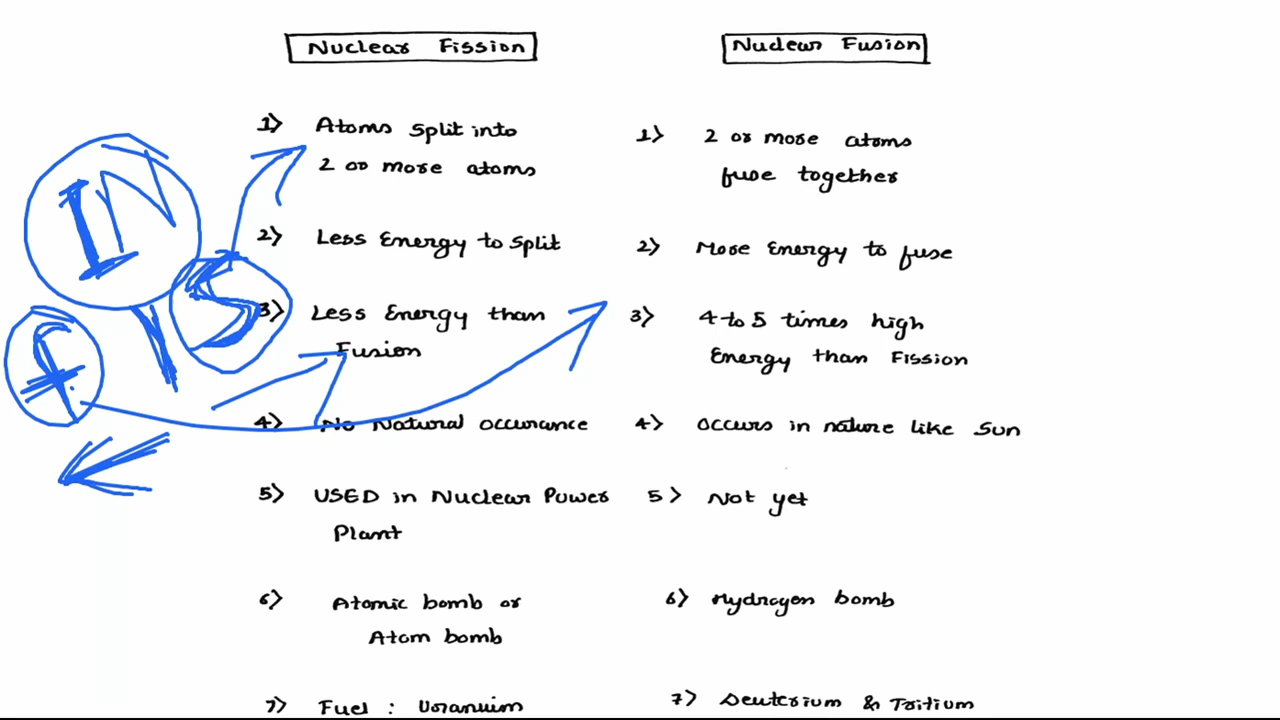 Nuclear Fission
1) Atoms split into
2 or more atoms
2) Less Energy to split
3) Less Energy than
Fusion
4) No Natural occurance
5) USED in Nuclear Power
Plant
6) Atomic bomb or
Atom bomb
7) Fuel : Uranuim
Nuclear Fusion
1) 2 or more atoms
fuse together
2) More Energy to fuse
3) 4 to 5 times high
Energy than Fission
4) Occurs in nature like Sun
5) Not yet
6) Hydrogen bomb
7) Deuterium & Tritium
IN
S
f